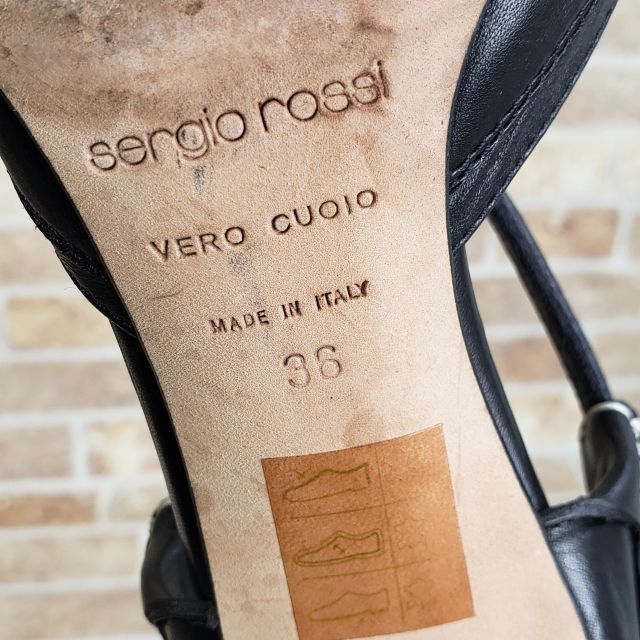 sergio rossi
VERO CUOIO
MADE IN ITALY
36